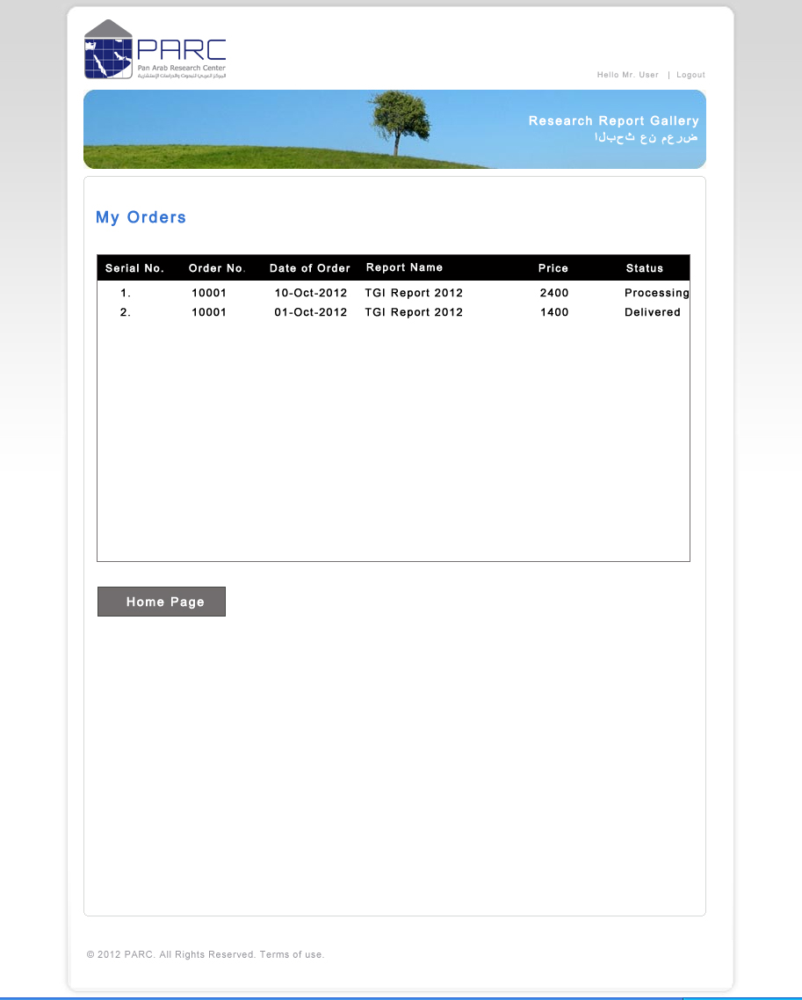 PARC
Pan Arab Research Center
المركز العربي للبحوث والدراسات الإستشارية
Hello Mr. User | Logout
Research Report Gallery
ضرعم نع ثحبلا
My Orders
Serial No. Order No. Date of Order Report Name Price Status
1. 10001 10-Oct-2012 TGI Report 2012 2400 Processing
2. 10001 01-Oct-2012 TGI Report 2012 1400 Delivered
Home Page
© 2012 PARC. All Rights Reserved. Terms of use.